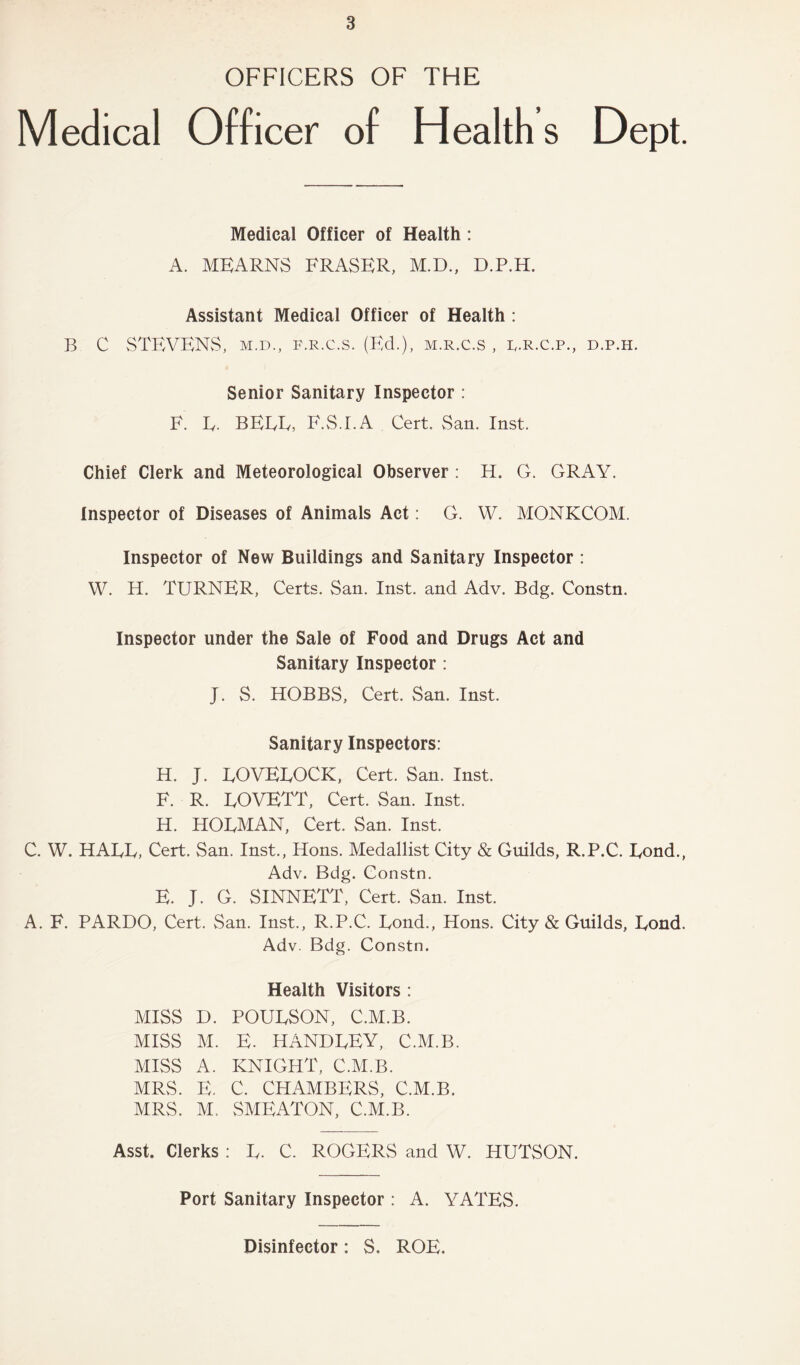 3
OFFICERS OF THE
Medical Officer of Health's Dept.
Medical Officer of Health :
A. MEARNS FRASER, M.D., D.P.H.
Assistant Medical Officer of Health :
B C STEVENS, M.D., F.R.C.S. (Ed.), M.R.C.S , L.R.C.P., D.P.H.
Senior Sanitary Inspector :
F. L. BELL, F.S.I.A Cert. San. Inst.
Chief Clerk and Meteorological Observer : H. G. GRAY.
Inspector of Diseases of Animals Act : G. W. MONKCOM.
Inspector of New Buildings and Sanitary Inspector :
W. H. TURNER, Certs. San. Inst. and Adv. Bdg. Constn.
Inspector under the Sale of Food and Drugs Act and
Sanitary Inspector :
J. S. HOBBS, Cert. San. Inst.
Sanitary Inspectors:
H. J. LOVELOCK, Cert. San. Inst.
F. R. LOVETT, Cert. San. Inst.
H. HOLMAN, Cert. San. Inst.
C. W. HALL, Cert. San. Inst., Hons. Medallist City & Guilds, R.P.C. Lond.,
Adv. Bdg. Constn.
E. J. G. SINNETT, Cert. San. Inst.
A. F. PARDO, Cert. San. Inst., R.P.C. Lond., Hons. City & Guilds, Lond.
Adv. Bdg. Constn.
Health Visitors :
MISS D. POULSON, C.M.B.
MISS M. E. HANDLEY, C.M.B.
MISS A. KNIGHT, C.M.B.
MRS. E. C. CHAMBERS, C.M.B.
MRS. M. SMEATON, C.M.B.
Asst. Clerks : L. C. ROGERS and W. HUTSON.
Port Sanitary Inspector : A. YATES.
Disinfector : S. ROE.